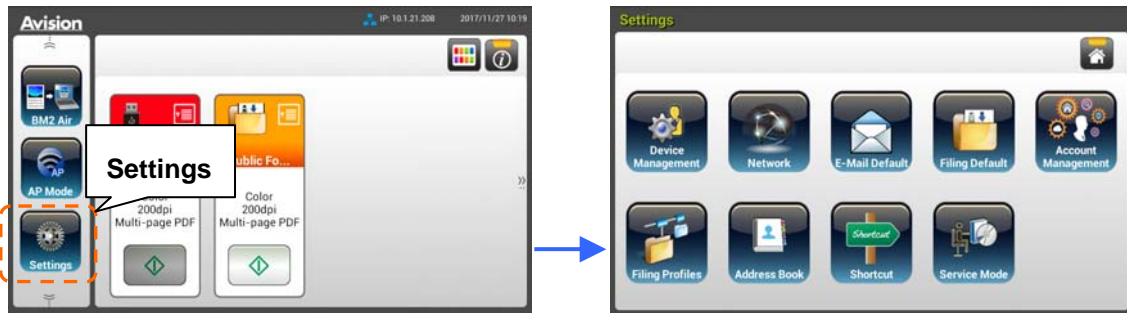 Avision
IP: 10.1.21.208 2017/11/27 10:19
BM2 Air
AP
AP Mode
Settings
Settings
ublic Fo...
200dpi
Multi-page PDF
Color
200dpi
Multi-page PDF
Settings
Device
Management
Network
E-Mail Default
Filing Default
Account
Management
Filing Profiles
Address Book
Shortcut
Shortcut
Service Mode